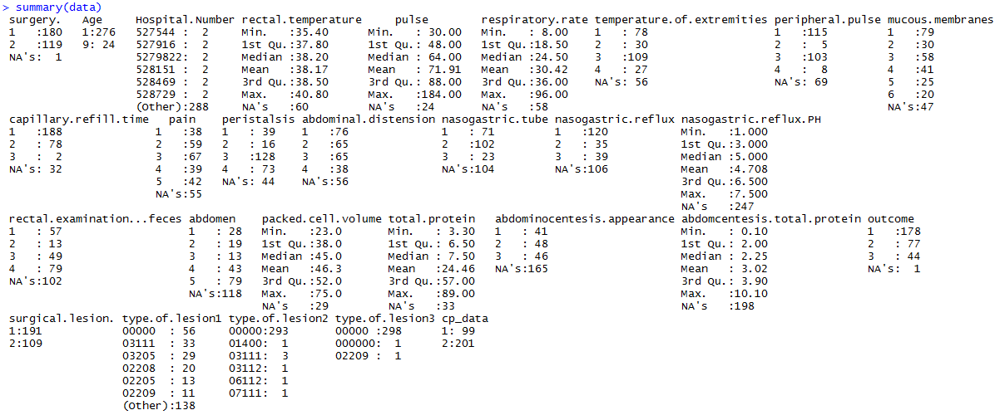 > summary(data)
surgery. Age Hospital.Number rectal.temperature pulse respiratory.rate temperature.of.extremities peripheral.pulse mucous.membranes
1 :180 1:276 527544 : 2 Min. :35.40 Min. : 30.00 Min. : 8.00 1 : 78 1 :115 1 :79
2 :119 9: 24 527916 : 2 1st Qu.:37.80 1st Qu.: 48.00 1st Qu.:18.50 2 : 30 2 : 5 2 :30
NA's: 1 5279822: 2 Median :38.20 Median : 64.00 Median :24.50 3 :109 3 :103 3 :58
528151 : 2 Mean :38.17 Mean : 71.91 Mean :30.42 4 : 27 4 : 8 4 :41
528469 : 2 3rd Qu.:38.50 3rd Qu.: 88.00 3rd Qu.:36.00 NA's: 56 NA's: 69 5 :25
528729 : 2 Max. :40.80 Max. :184.00 Max. :96.00 6 :20
(Other):288 NA's :60 NA's :24 NA's :58 NA's:47
capillary.refill.time pain peristalsis abdominal.distension nasogastric.tube nasogastric.reflux nasogastric.reflux.PH
1 :188 1 :38 1 : 39 1 :76 1 : 71 1 :120 Min. :1.000
2 : 78 2 :59 2 : 16 2 :65 2 :102 2 : 35 1st Qu.:3.000
3 : 2 3 :67 3 :128 3 :65 3 : 23 3 : 39 Median :5.000
NA's: 32 4 :39 4 : 73 4 :38 NA's:104 NA's:106 Mean :4.708
5 :42 NA's: 44 NA's:56 3rd Qu.:6.500
NA's:55 Max. :7.500
NA's :247
rectal.examination...feces abdomen packed.cell.volume total.protein abdominocentesis.appearance abdomcentesis.total.protein outcome
1 : 57 1 : 28 Min. :23.0 Min. : 3.30 1 : 41 Min. : 0.10 1 :178
2 : 13 2 : 19 1st Qu.:38.0 1st Qu.: 6.50 2 : 48 1st Qu.: 2.00 2 : 77
3 : 49 3 : 13 Median :45.0 Median : 7.50 3 : 46 Median : 2.25 3 : 44
4 : 79 4 : 43 Mean :46.3 Mean :24.46 NA's:165 Mean : 3.02 NA's: 1
NA's:102 5 : 79 3rd Qu.:52.0 3rd Qu.:57.00 3rd Qu.: 3.90
NA's:118 Max. :75.0 Max. :89.00 Max. :10.10
NA's :29 NA's :33 NA's :198
surgical.lesion. type.of.lesion1 type.of.lesion2 type.of.lesion3 cp_data
1:191 00000 : 56 00000:293 00000 :298 1: 99
2:109 03111 : 33 01400: 1 000000: 1 2:201
03205 : 29 03111: 3 02209 : 1
02208 : 20 03112: 1
02205 : 13 06112: 1
02209 : 11 07111: 1
(Other):138